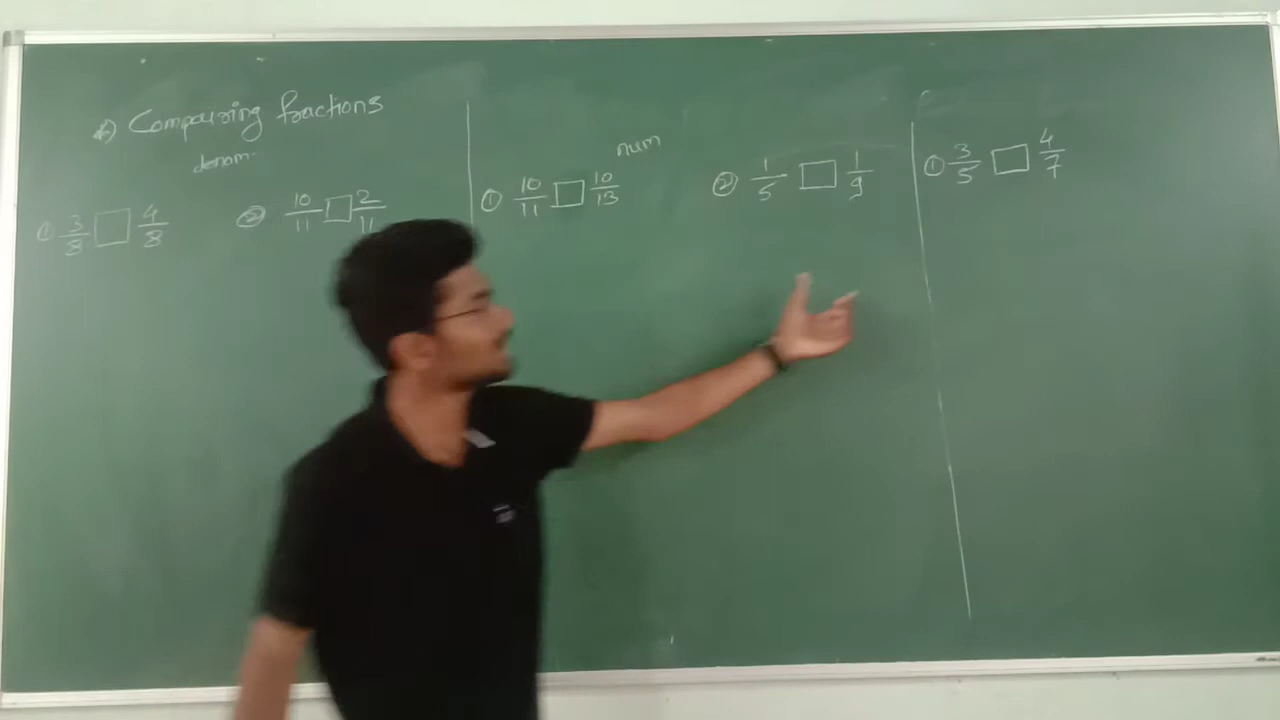 *) Comparing fractions
denom.
① 3/8 □ 4/8
② 10/11 □ 2/11
num
① 10/11 □ 10/13
② 1/5 □ 1/9
① 3/5 □ 4/7